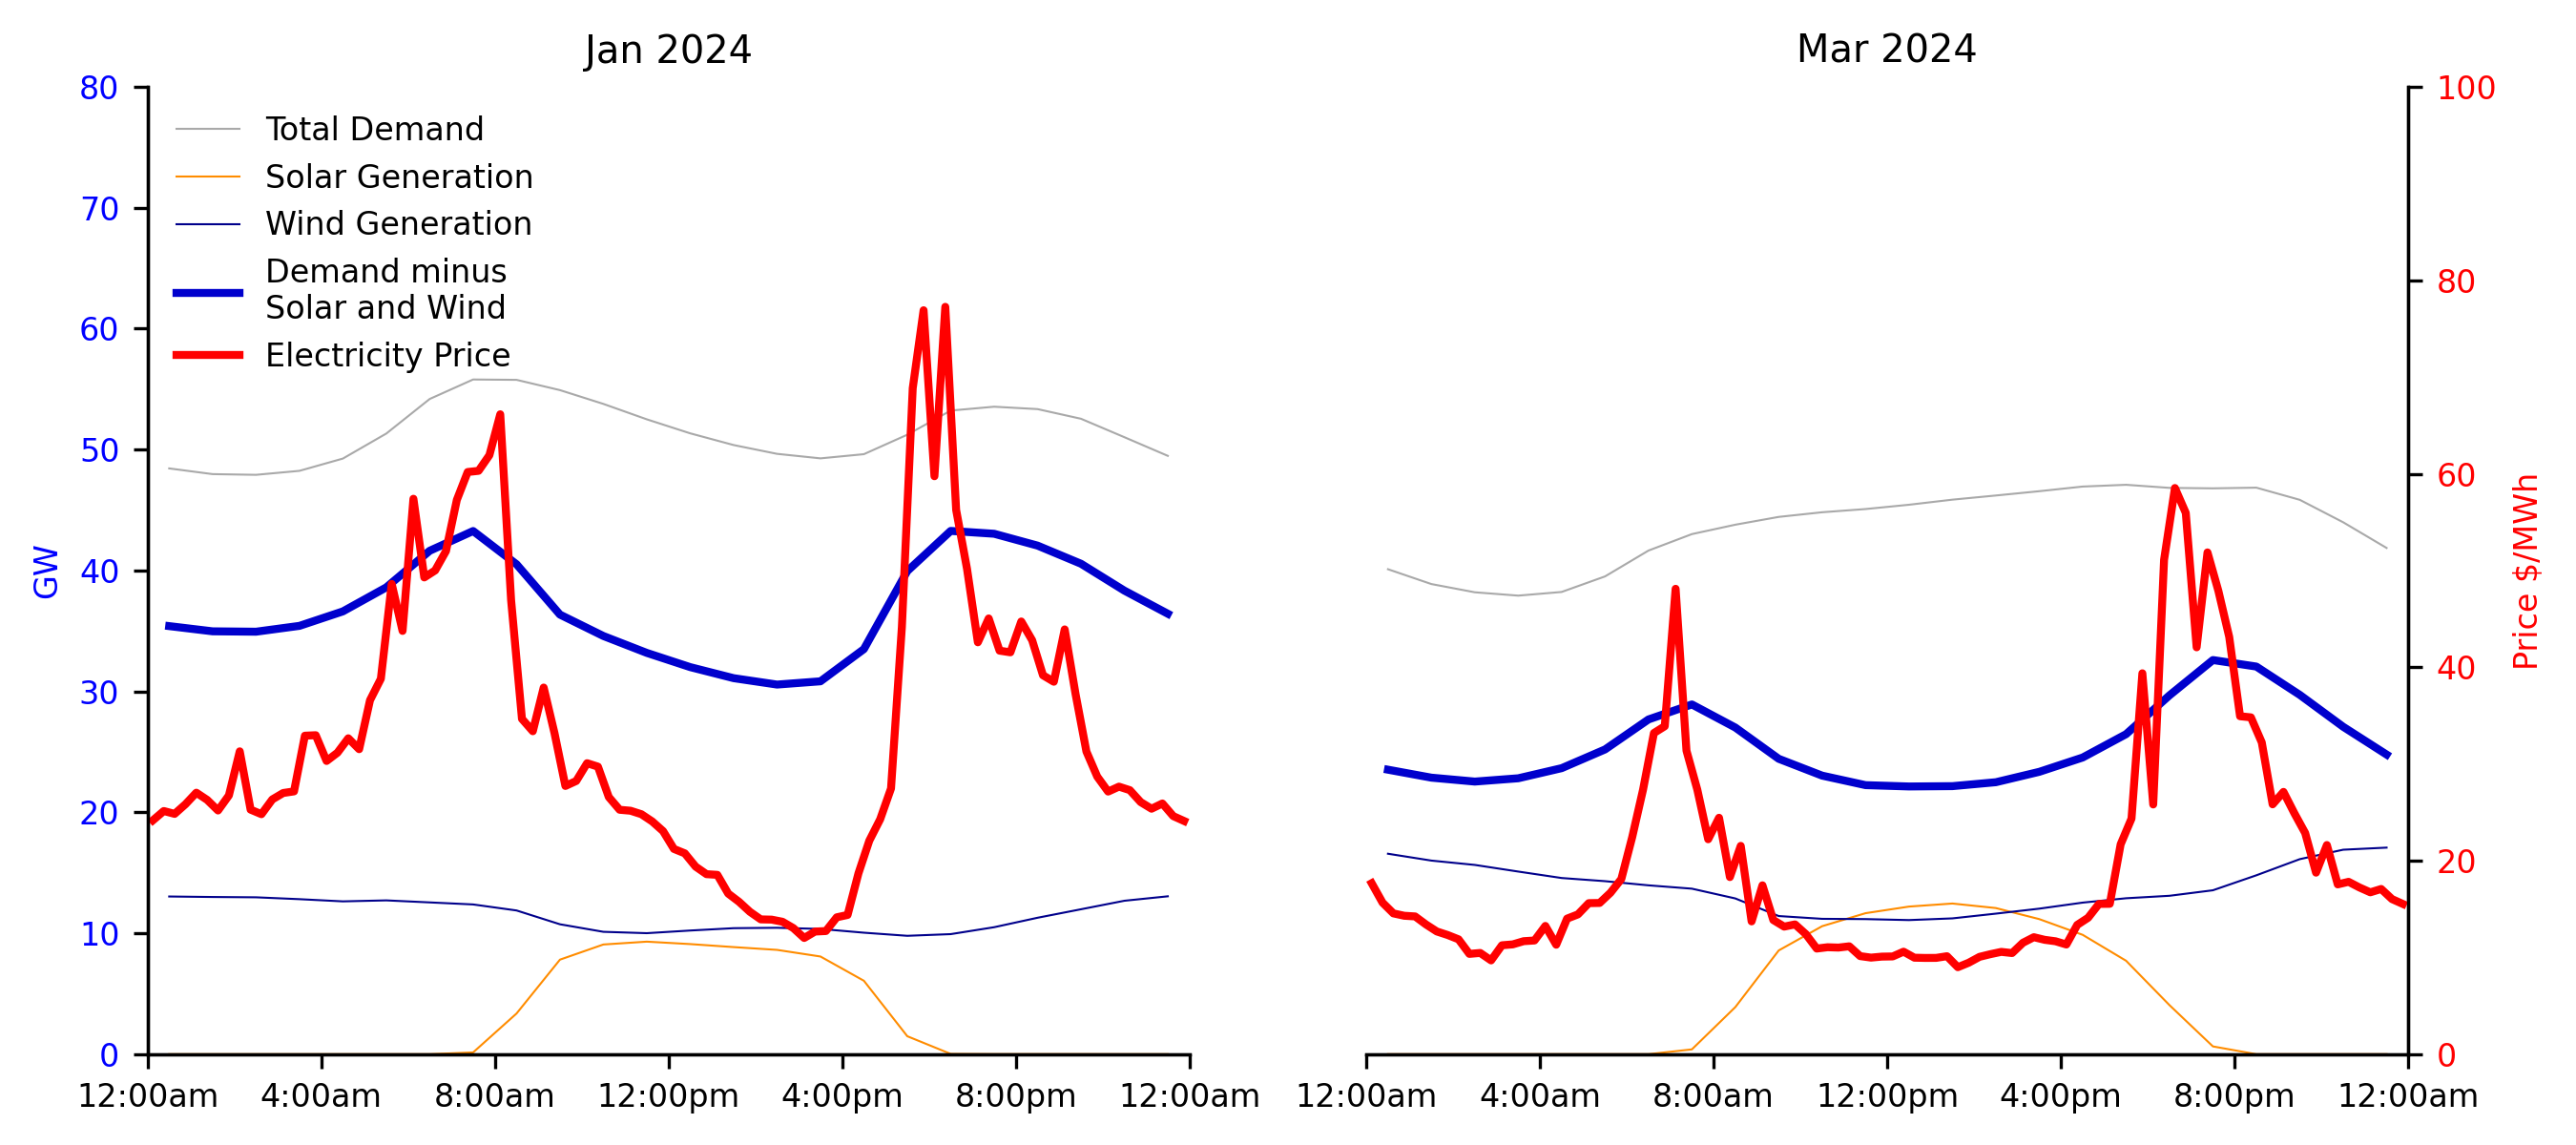 Jan 2024
Mar 2024
80
70
60
50
40
30
20
10
0
GW
Total Demand
Solar Generation
Wind Generation
Demand minus
Solar and Wind
Electricity Price
12:00am 4:00am 8:00am 12:00pm 4:00pm 8:00pm 12:00am
12:00am 4:00am 8:00am 12:00pm 4:00pm 8:00pm 12:00am
100
80
60
40
20
0
Price $/MWh